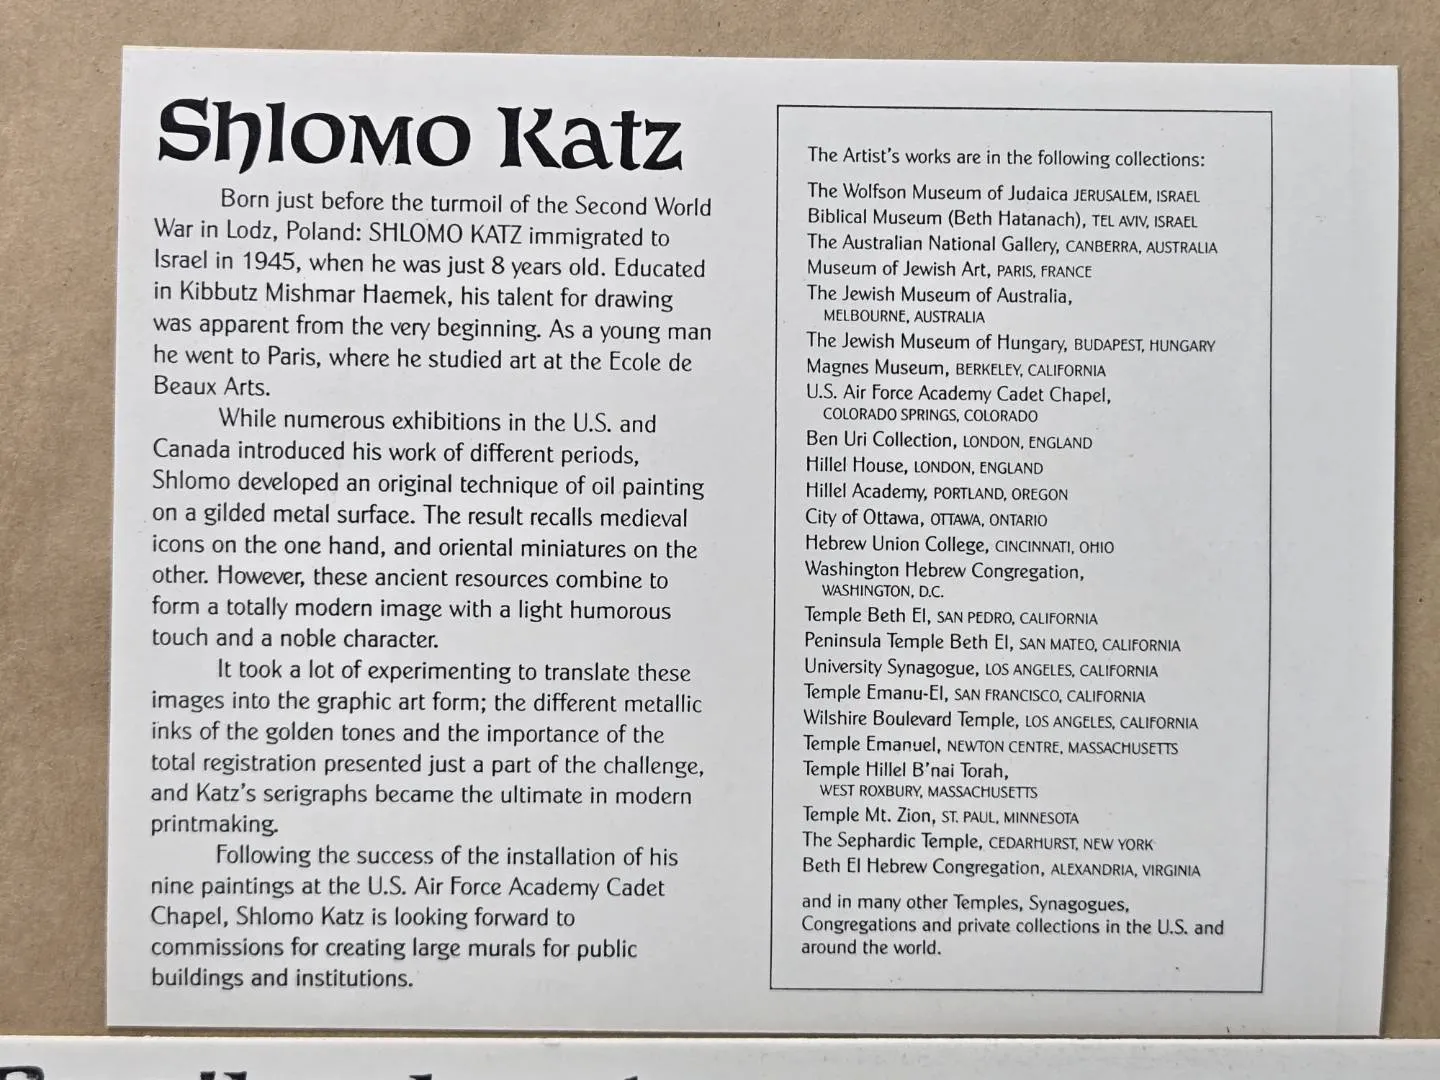 Shlomo Katz
Born just before the turmoil of the Second World
War in Lodz, Poland: SHLOMO KATZ immigrated to
Israel in 1945, when he was just 8 years old. Educated
in Kibbutz Mishmar Haemek, his talent for drawing
was apparent from the very beginning. As a young man
he went to Paris, where he studied art at the Ecole de
Beaux Arts.
While numerous exhibitions in the U.S. and
Canada introduced his work of different periods,
Shlomo developed an original technique of oil painting
on a gilded metal surface. The result recalls medieval
icons on the one hand, and oriental miniatures on the
other. However, these ancient resources combine to
form a totally modern image with a light humorous
touch and a noble character.
It took a lot of experimenting to translate these
images into the graphic art form; the different metallic
inks of the golden tones and the importance of the
total registration presented just a part of the challenge,
and Katz's serigraphs became the ultimate in modern
printmaking.
Following the success of the installation of his
nine paintings at the U.S. Air Force Academy Cadet
Chapel, Shlomo Katz is looking forward to
commissions for creating large murals for public
buildings and institutions.
The Artist's works are in the following collections:
The Wolfson Museum of Judaica JERUSALEM, ISRAEL
Biblical Museum (Beth Hatanach), TEL AVIV, ISRAEL
The Australian National Gallery, CANBERRA, AUSTRALIA
Museum of Jewish Art, PARIS, FRANCE
The Jewish Museum of Australia,
MELBOURNE, AUSTRALIA
The Jewish Museum of Hungary, BUDAPEST, HUNGARY
Magnes Museum, BERKELEY, CALIFORNIA
U.S. Air Force Academy Cadet Chapel,
COLORADO SPRINGS, COLORADO
Ben Uri Collection, LONDON, ENGLAND
Hillel House, LONDON, ENGLAND
Hillel Academy, PORTLAND, OREGON
City of Ottawa, OTTAWA, ONTARIO
Hebrew Union College, CINCINNATI, OHIO
Washington Hebrew Congregation,
WASHINGTON, D.C.
Temple Beth El, SAN PEDRO, CALIFORNIA
Peninsula Temple Beth El, SAN MATEO, CALIFORNIA
University Synagogue, LOS ANGELES, CALIFORNIA
Temple Emanu-El, SAN FRANCISCO, CALIFORNIA
Wilshire Boulevard Temple, LOS ANGELES, CALIFORNIA
Temple Emanuel, NEWTON CENTRE, MASSACHUSETTS
Temple Hillel B'nai Torah,
WEST ROXBURY, MASSACHUSETTS
Temple Mt. Zion, ST. PAUL, MINNESOTA
The Sephardic Temple, CEDARHURST, NEW YORK
Beth El Hebrew Congregation, ALEXANDRIA, VIRGINIA
and in many other Temples, Synagogues,
Congregations and private collections in the U.S. and
around the world.